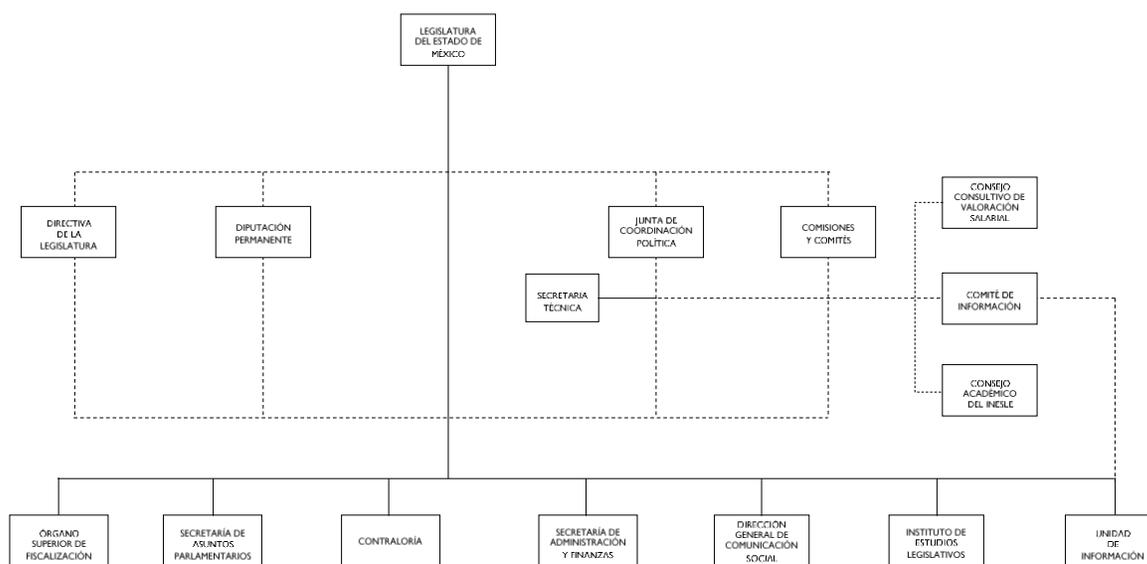 LEGISLATURA
DEL ESTADO DE
MÉXICO
DIRECTIVA
DE LA
LEGISLATURA
DIPUTACIÓN
PERMANENTE
JUNTA DE
COORDINACIÓN
POLÍTICA
COMISIONES
Y COMITÉS
CONSEJO
CONSULTIVO DE
VALORACIÓN
SALARIAL
SECRETARIA
TÉCNICA
COMITÉ DE
INFORMACIÓN
CONSEJO
ACADÉMICO
DEL INESLE
ÓRGANO
SUPERIOR DE
FISCALIZACIÓN
SECRETARÍA DE
ASUNTOS
PARLAMENTARIOS
CONTRALORÍA
SECRETARÍA DE
ADMINISTRACIÓN
Y FINANZAS
DIRECCIÓN
GENERAL DE
COMUNICACIÓN
SOCIAL
INSTITUTO DE
ESTUDIOS
LEGISLATIVOS
UNIDAD
DE
INFORMACIÓN